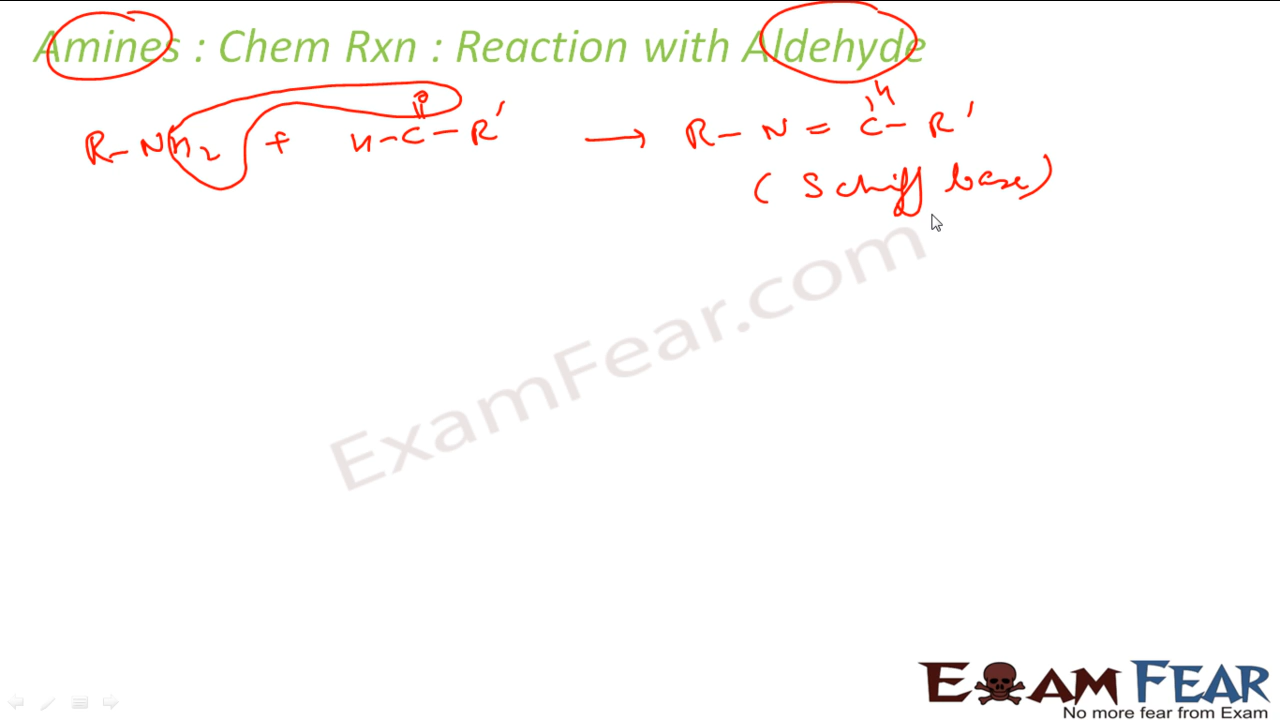 Amines : Chem Rxn : Reaction with Aldehyde
O H
R-NH2 + H-C-R' → R-N=C-R'
(Schiff base)
ExamFear.com
EXAM FEAR
No more fear from Exam